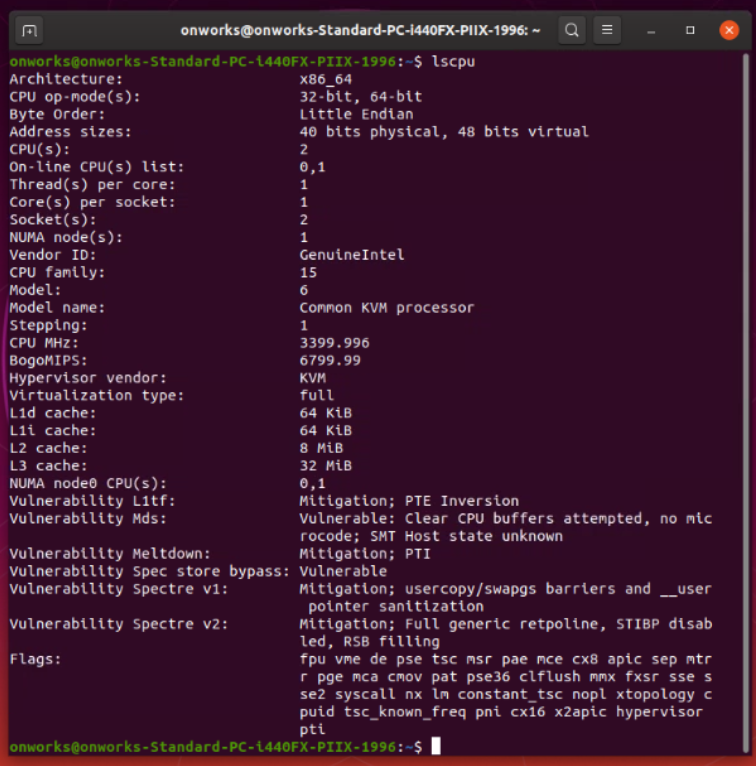 onworks@onworks-Standard-PC-i440FX-PIIX-1996: ~
onworks@onworks-Standard-PC-i440FX-PIIX-1996:~$ lscpu
Architecture: x86_64
CPU op-mode(s): 32-bit, 64-bit
Byte Order: Little Endian
Address sizes: 40 bits physical, 48 bits virtual
CPU(s): 2
On-line CPU(s) list: 0,1
Thread(s) per core: 1
Core(s) per socket: 1
Socket(s): 2
NUMA node(s): 1
Vendor ID: GenuineIntel
CPU family: 15
Model: 6
Model name: Common KVM processor
Stepping: 1
CPU MHz: 3399.996
BogoMIPS: 6799.99
Hypervisor vendor: KVM
Virtualization type: full
L1d cache: 64 KiB
L1i cache: 64 KiB
L2 cache: 8 MiB
L3 cache: 32 MiB
NUMA node0 CPU(s): 0,1
Vulnerability L1tf: Mitigation; PTE Inversion
Vulnerability Mds: Vulnerable: Clear CPU buffers attempted, no mic
rocode; SMT Host state unknown
Vulnerability Meltdown: Mitigation; PTI
Vulnerability Spec store bypass: Vulnerable
Vulnerability Spectre v1: Mitigation; usercopy/swapgs barriers and __user
pointer sanitization
Vulnerability Spectre v2: Mitigation; Full generic retpoline, STIBP disab
led, RSB filling
Flags: fpu vme de pse tsc msr pae mce cx8 apic sep mtr
r pge mca cmov pat pse36 clflush mmx fxsr sse s
se2 syscall nx lm constant_tsc nopl xtopology c
puid tsc_known_freq pni cx16 x2apic hypervisor
pti
onworks@onworks-Standard-PC-i440FX-PIIX-1996:~$